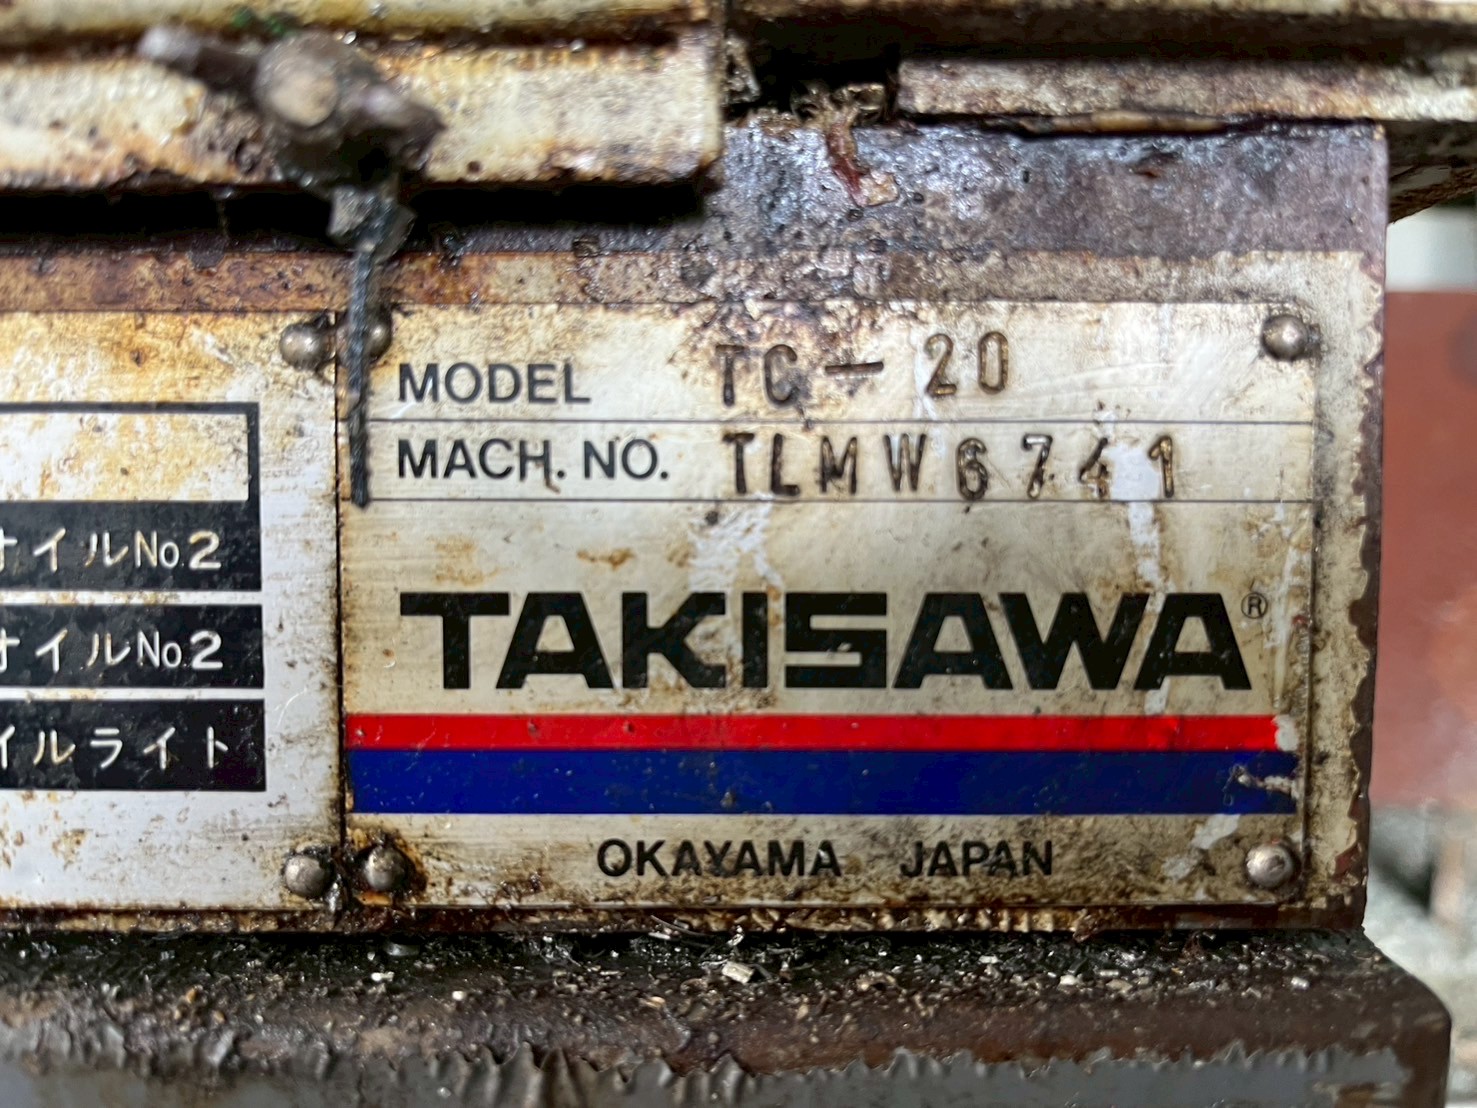 MODEL TC-20
MACH. NO. TLMW6741
TAKISAWA®
OKAYAMA JAPAN
オイルNo.2
オイルNo.2
イルライト